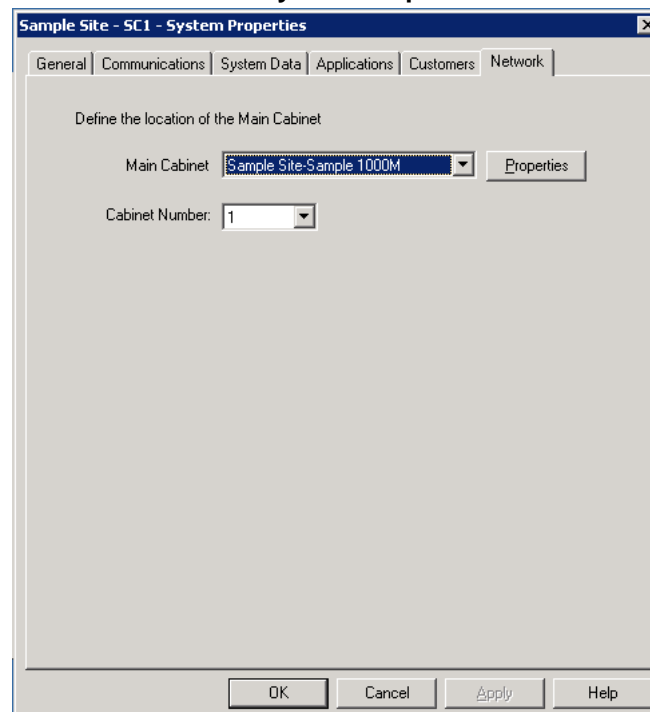 Sample Site - SC1 - System Properties
General Communications System Data Applications Customers Network
Define the location of the Main Cabinet
Main Cabinet Sample Site-Sample 1000M Properties
Cabinet Number: 1
OK Cancel Apply Help